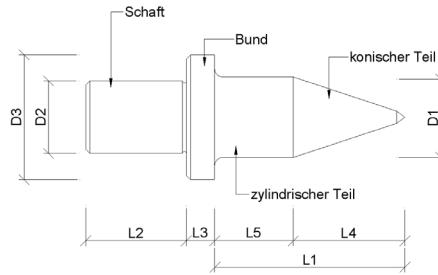 Schaft
Bund
konischer Teil
D3
D2
D1
zylindrischer Teil
L2
L3
L5
L4
L1